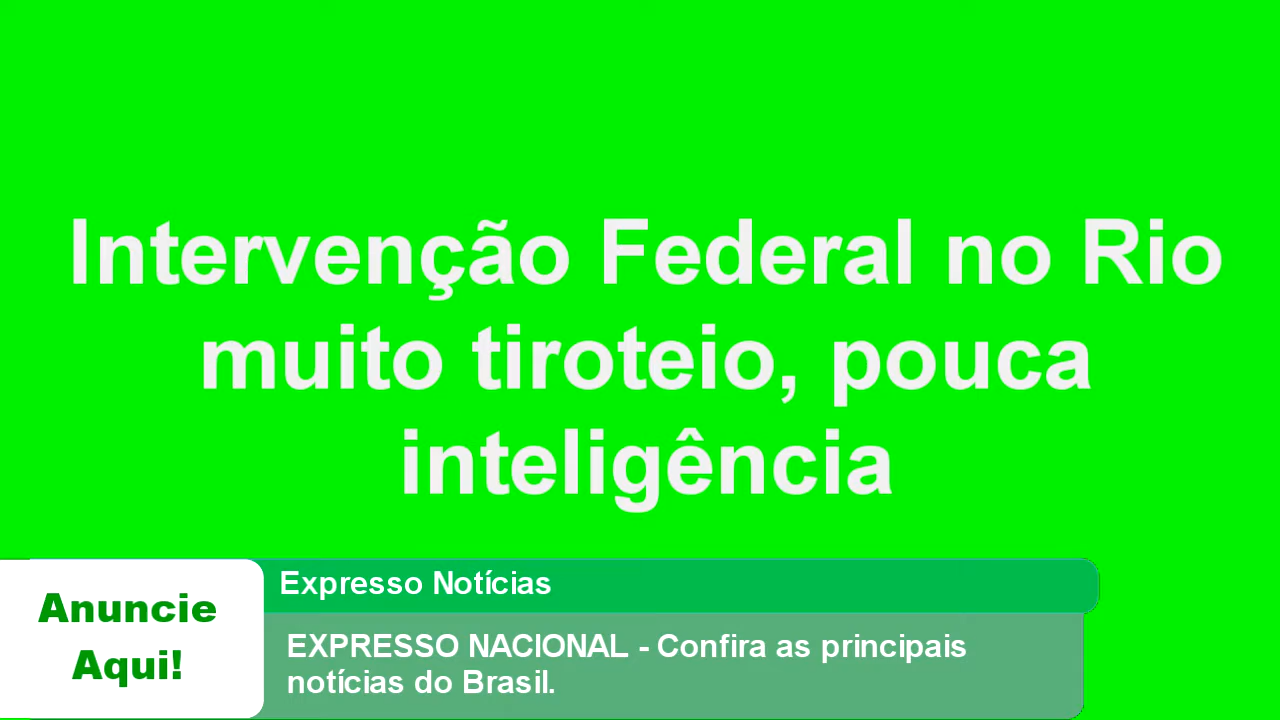 Intervenção Federal no Rio
muito tiroteio, pouca
inteligência
Expresso Notícias
Anuncie
Aqui!
EXPRESSO NACIONAL - Confira as principais
notícias do Brasil.